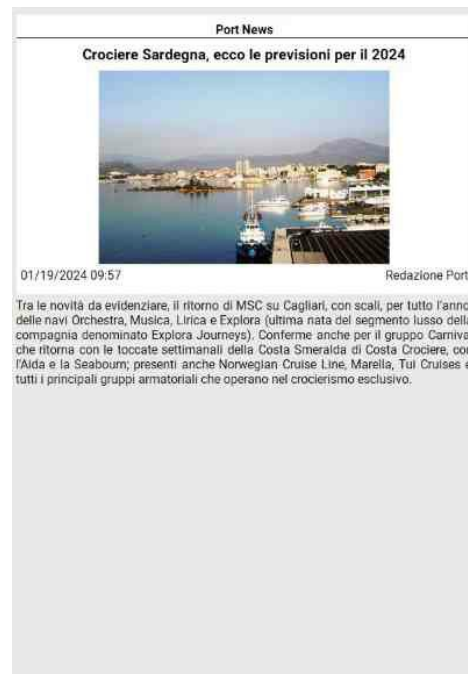 Port News
Crociere Sardegna, ecco le previsioni per il 2024
01/19/2024 09:57
Redazione Port
Tra le novità da evidenziare, il ritorno di MSC su Cagliari, con scali, per tutto l'anno
delle navi Orchestra, Musica, Lirica e Explora (ultima nata del segmento lusso della
compagnia denominato Explora Journeys). Conferme anche per il gruppo Carniva
che ritorna con le toccate settimanali della Costa Smeralda di Costa Crociere, con
l'Aida e la Seabourn; presenti anche Norwegian Cruise Line, Marella, Tui Cruises e
tutti i principali gruppi armatoriali che operano nel crocierismo esclusivo.